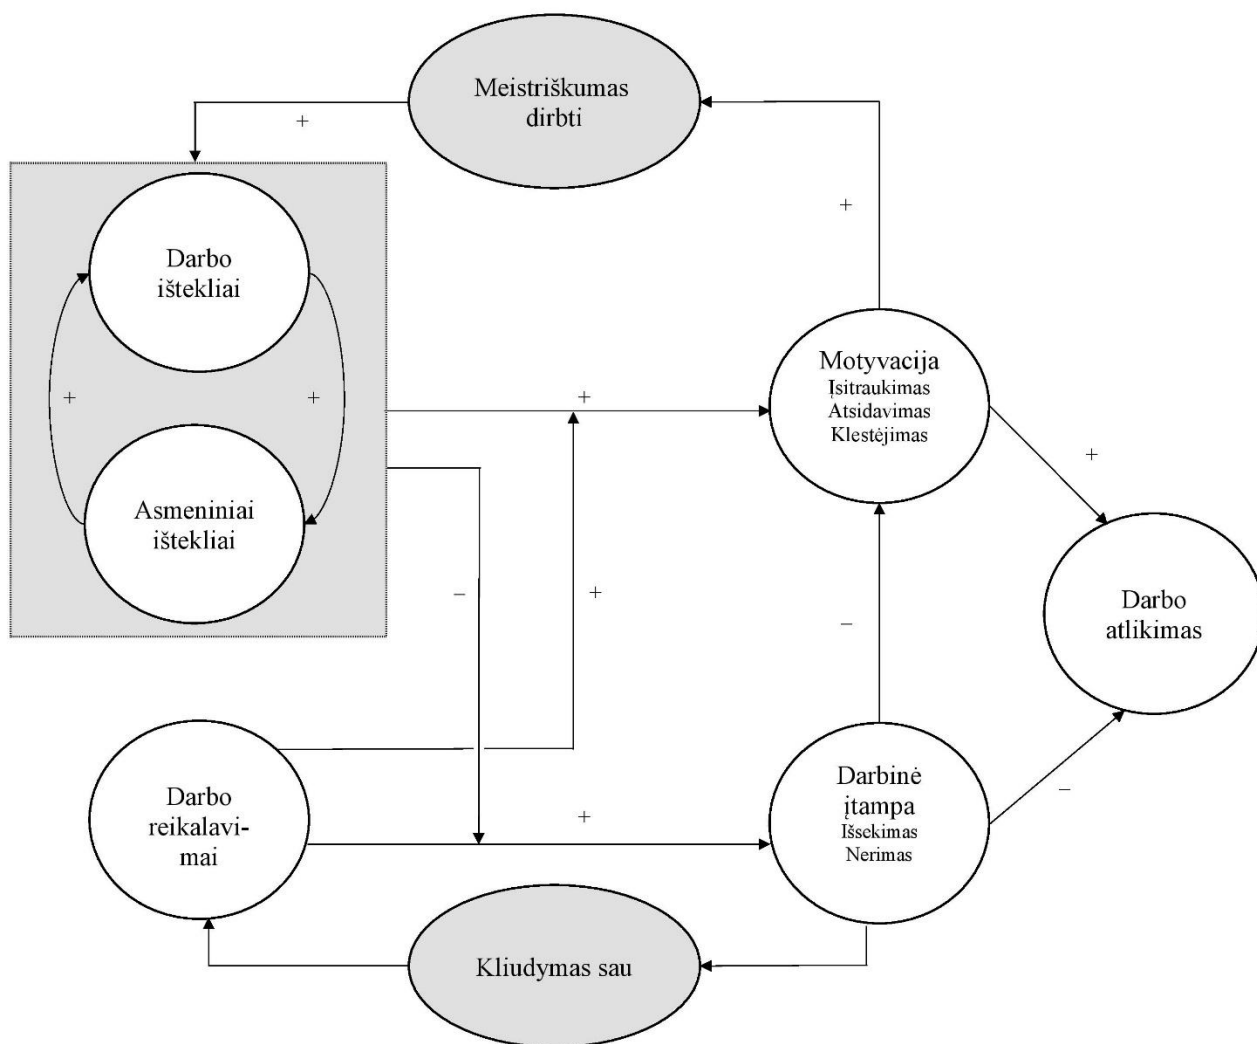 Meistriškumas
dirbti
+
+
Darbo
ištekliai
+
+
Asmeniniai
ištekliai
+
Motyvacija
Įsitraukimas
Atsidavimas
Klestėjimas
+
–
+
–
Darbo
atlikimas
Darbo
reikalavi-
mai
+
Darbinė
įtampa
Išsekimas
Nerimas
–
Kliudymas sau